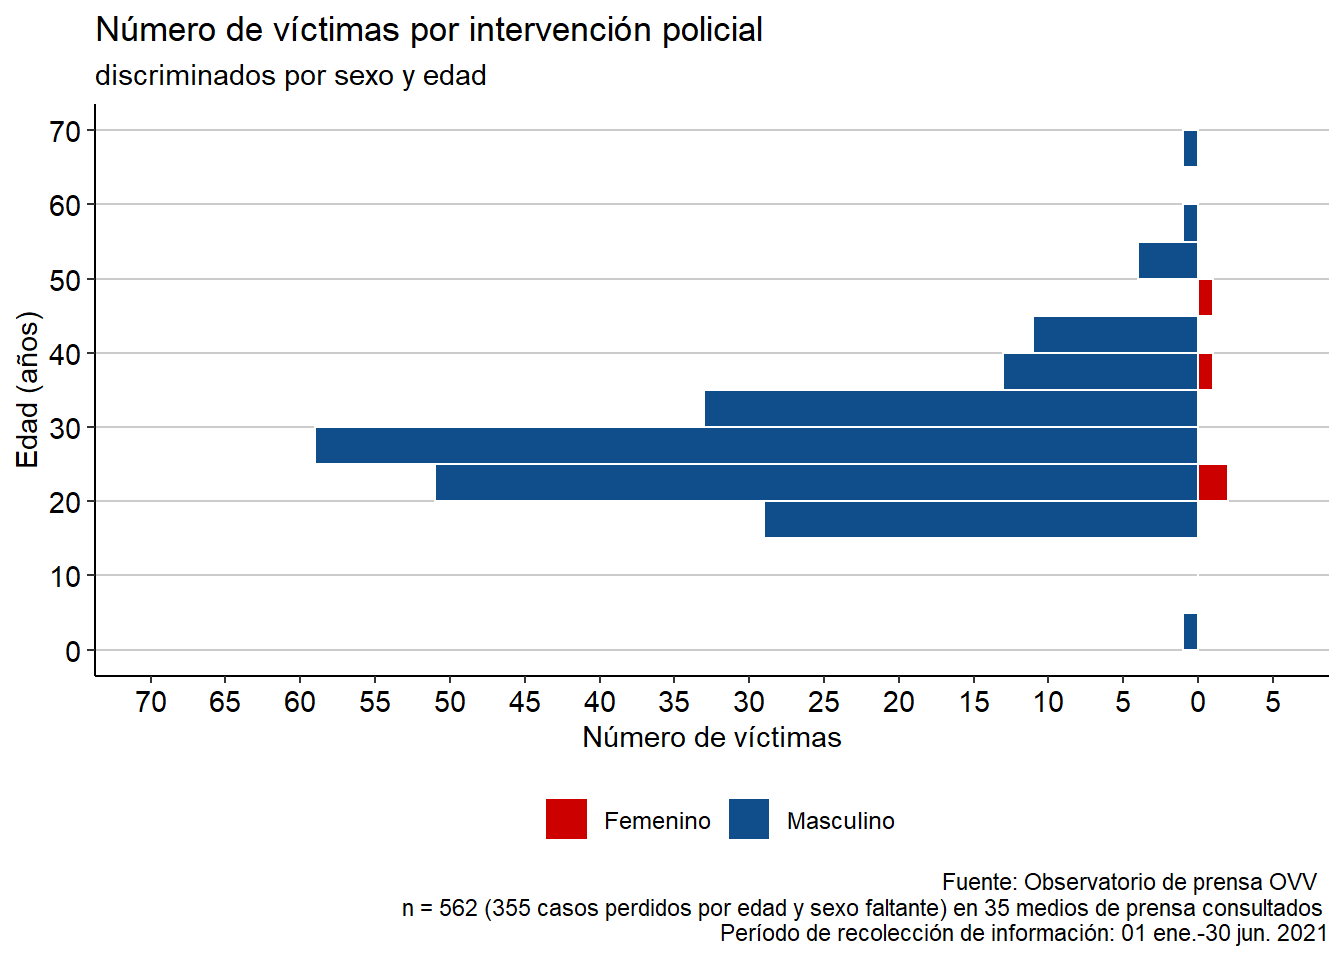 Número de víctimas por intervención policial
discriminados por sexo y edad
70
60
50
40
30
20
10
0
Edad (años)
70 65 60 55 50 45 40 35 30 25 20 15 10 5 0 5
Número de víctimas
Femenino Masculino
Fuente: Observatorio de prensa OVV
n = 562 (355 casos perdidos por edad y sexo faltante) en 35 medios de prensa consultados
Período de recolección de información: 01 ene.-30 jun. 2021